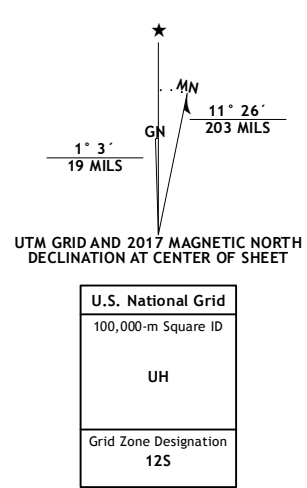 ★
MN
11° 26´
203 MILS
GN
1° 3´
19 MILS
UTM GRID AND 2017 MAGNETIC NORTH
DECLINATION AT CENTER OF SHEET
U.S. National Grid
100,000-m Square ID
UH
Grid Zone Designation
12S